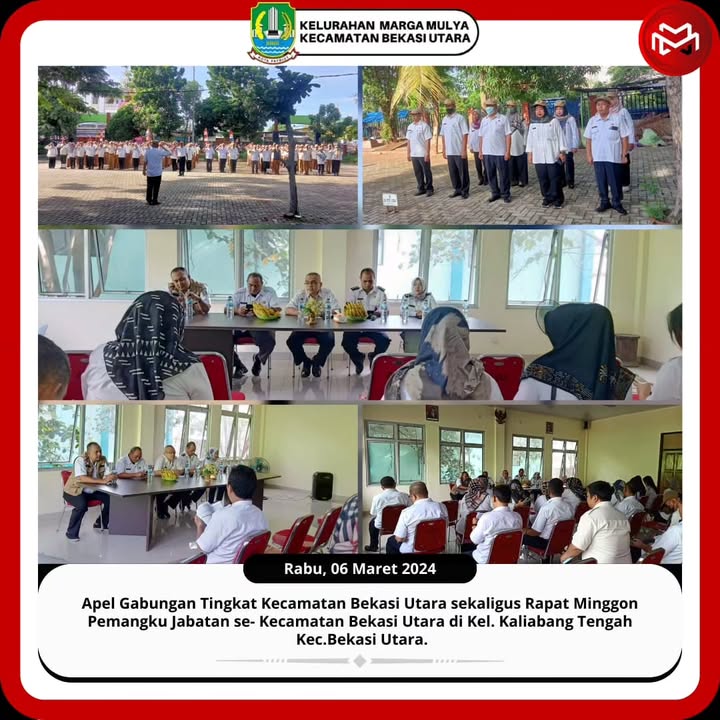 KELURAHAN MARGA MULYA
KECAMATAN BEKASI UTARA
Rabu, 06 Maret 2024
Apel Gabungan Tingkat Kecamatan Bekasi Utara sekaligus Rapat Minggon
Pemangku Jabatan se- Kecamatan Bekasi Utara di Kel. Kaliabang Tengah
Kec.Bekasi Utara.